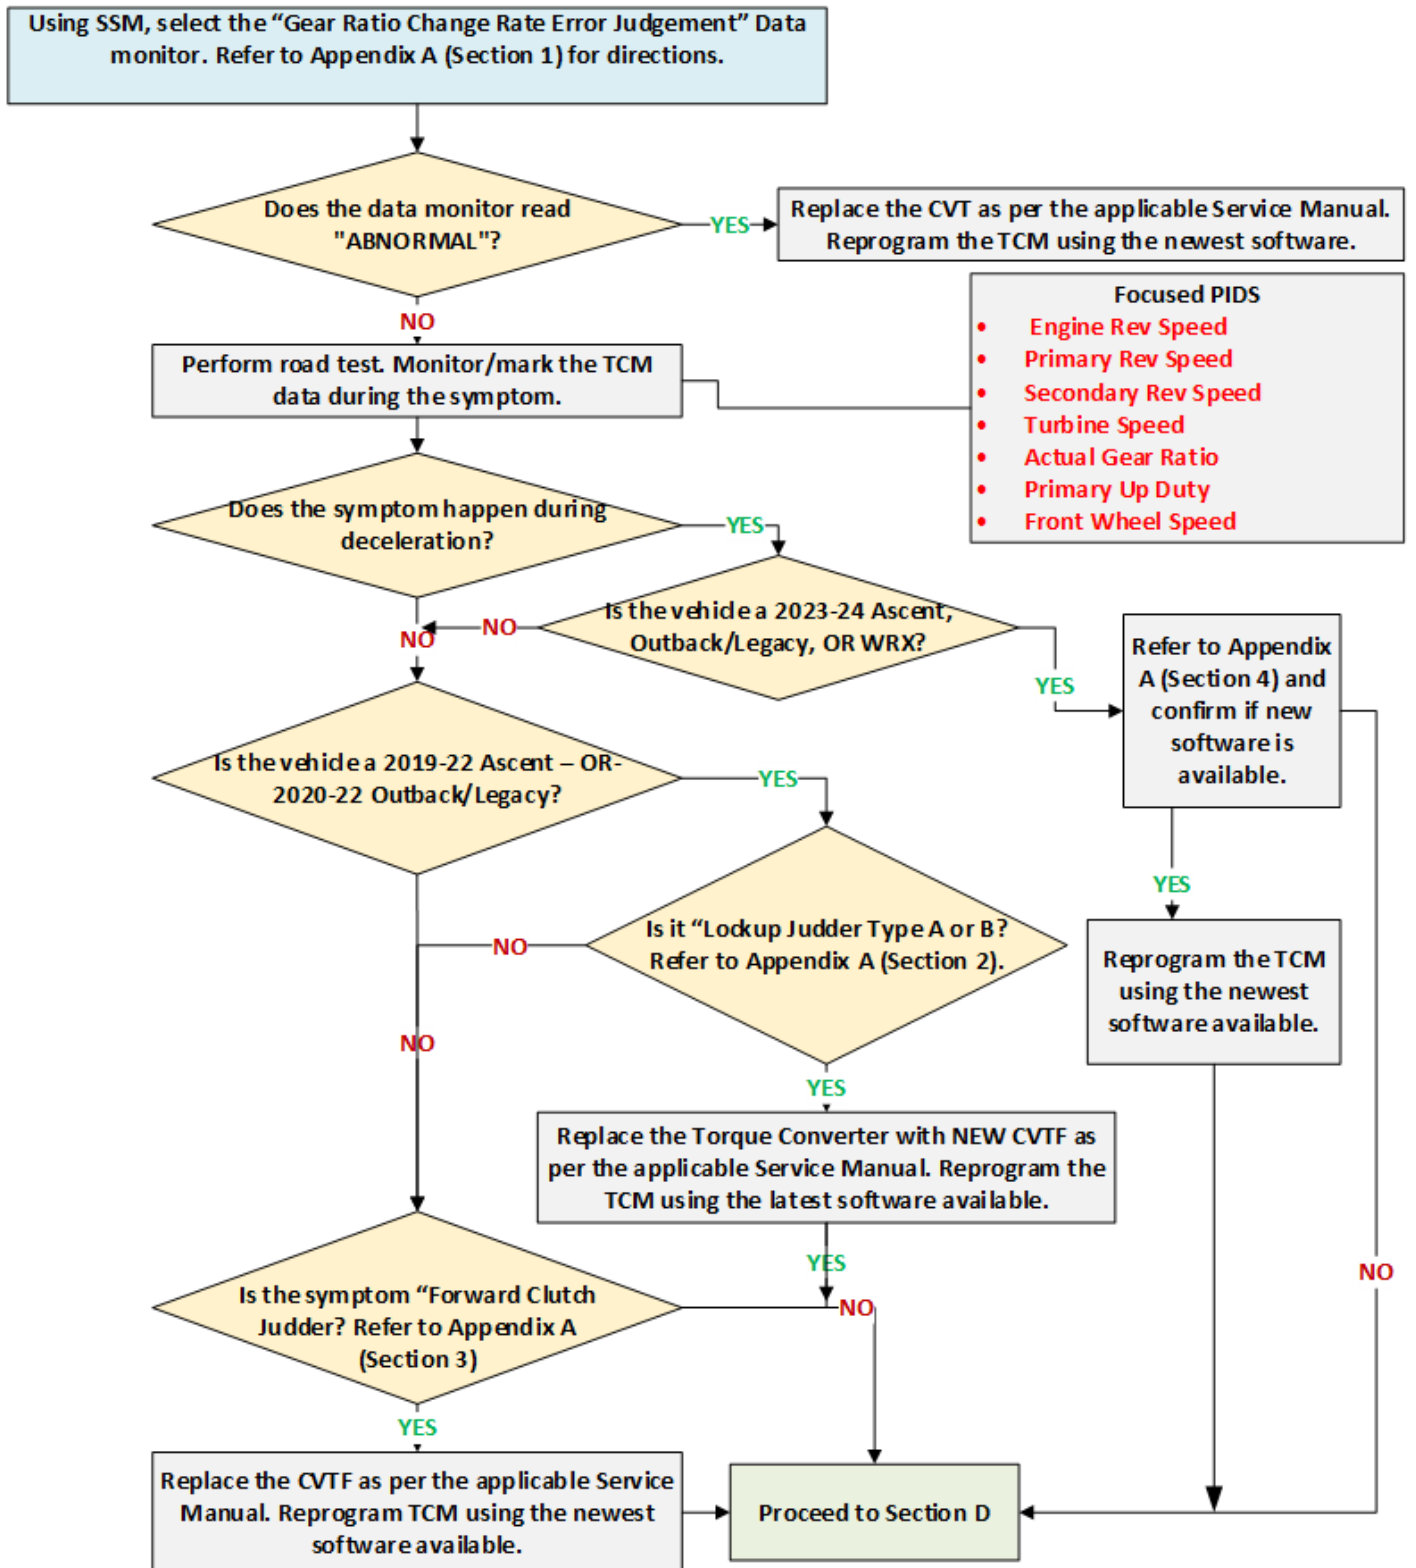 Using SSM, select the “Gear Ratio Change Rate Error Judgement” Data
monitor. Refer to Appendix A (Section 1) for directions.
Does the data monitor read
"ABNORMAL"?
YES
Replace the CVT as per the applicable Service Manual.
Reprogram the TCM using the newest software.
NO
Focused PIDS
• Engine Rev Speed
• Primary Rev Speed
• Secondary Rev Speed
• Turbine Speed
• Actual Gear Ratio
• Primary Up Duty
• Front Wheel Speed
Perform road test. Monitor/mark the TCM
data during the symptom.
Does the symptom happen during
deceleration?
YES
Is the vehicle a 2023-24 Ascent,
Outback/Legacy, OR WRX?
NO
NO
YES
Refer to Appendix
A (Section 4) and
confirm if new
software is
available.
Is the vehicle a 2019-22 Ascent – OR-
2020-22 Outback/Legacy?
YES
YES
Is it “Lockup Judder Type A or B?
Refer to Appendix A (Section 2).
NO
Reprogram the TCM
using the newest
software available.
NO
YES
Replace the Torque Converter with NEW CVTF as
per the applicable Service Manual. Reprogram the
TCM using the latest software available.
YES
NO
Is the symptom “Forward Clutch
Judder? Refer to Appendix A
(Section 3)
NO
YES
Replace the CVTF as per the applicable Service
Manual. Reprogram TCM using the newest
software available.
Proceed to Section D